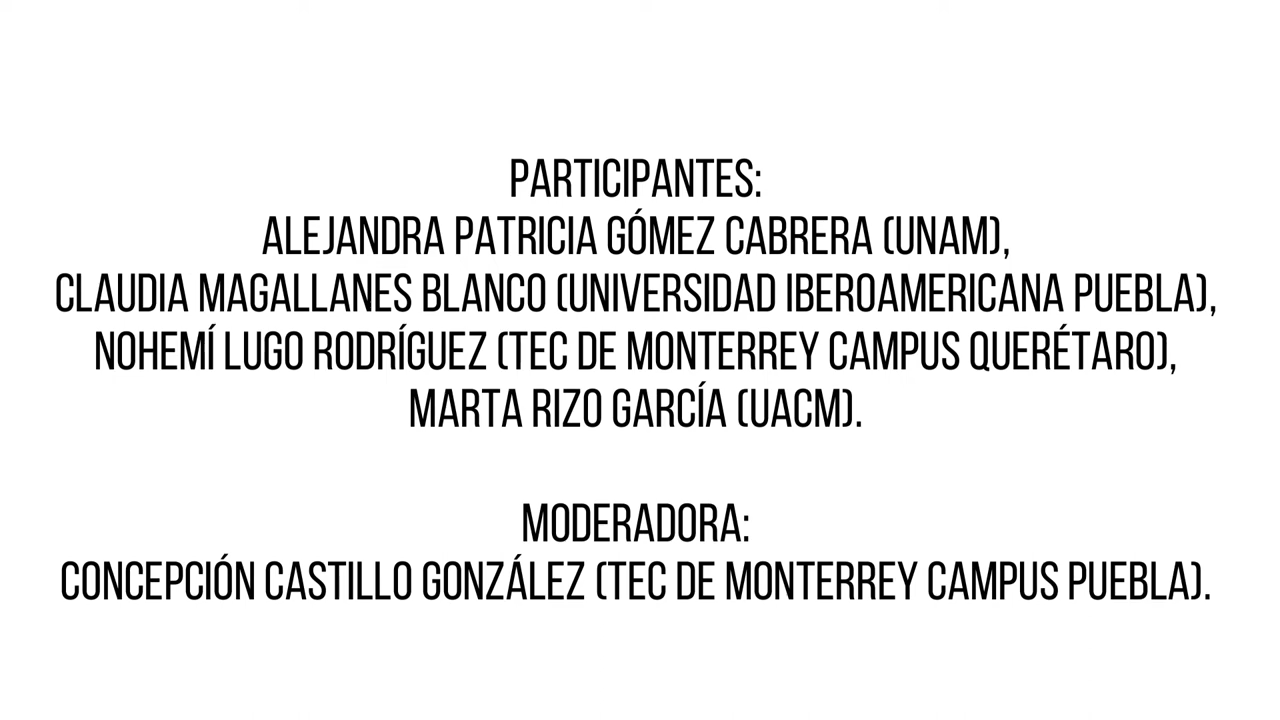 PARTICIPANTES:
ALEJANDRA PATRICIA GÓMEZ CABRERA (UNAM),
CLAUDIA MAGALLANES BLANCO (UNIVERSIDAD IBEROAMERICANA PUEBLA),
NOHEMÍ LUGO RODRÍGUEZ (TEC DE MONTERREY CAMPUS QUERÉTARO),
MARTA RIZO GARCÍA (UACM).
MODERADORA:
CONCEPCIÓN CASTILLO GONZÁLEZ (TEC DE MONTERREY CAMPUS PUEBLA).